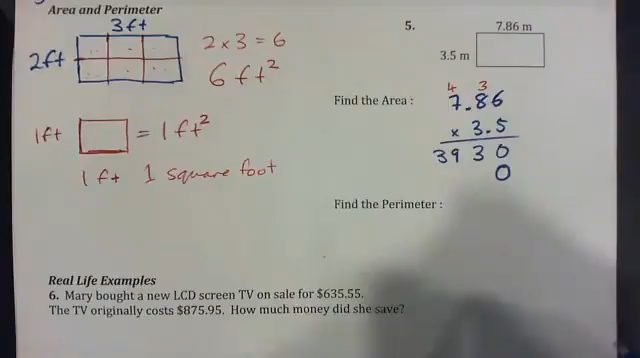 Area and Perimeter
3ft
2ft
2 x 3 = 6
6 ft²
1ft
= 1 ft²
1 ft
1 square foot
5.
7.86 m
3.5 m
Find the Area :
4 3
7.86
x 3.5
3930
0
Find the Perimeter :
Real Life Examples
6. Mary bought a new LCD screen TV on sale for $635.55.
The TV originally costs $875.95. How much money did she save?